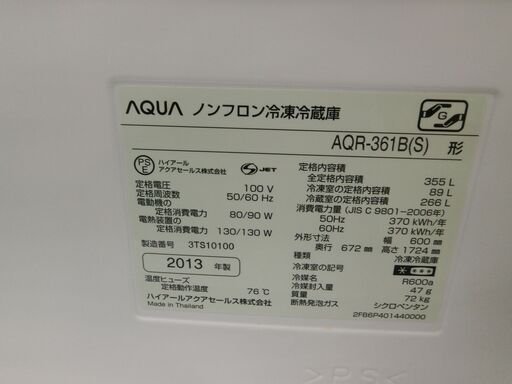 AQUA ノンフロン冷凍冷蔵庫
G
AQR-361B(S) 形
PS
E
ハイアール
アクアセールス株式会社
JET
定格電圧 100 V
50/60 Hz
電動機の
定格消費電力 80/90 W
電熱装置の
定格消費電力 130/130 W
製造番号 3TS10100
2013 年製
温度ヒューズ
定格動作温度 76℃
ハイアールアクアセールス株式会社
Made in Thailand
定格内容積
全定格内容積 355 L
冷凍室の定格内容積 89 L
冷蔵室の定格内容積 266 L
消費電力量 (JIS C 9801-2006年)
50Hz 370 kWh/年
60Hz 370 kWh/年
外形寸法 幅 600 mm
奥行 672 mm 高さ 1724 mm
種類 冷凍冷蔵庫
冷凍室の記号
冷媒名 R600a
冷媒封入量 47 g
質量 72 kg
断熱発泡ガス シクロペンタン
2FB6P401440000
>PS<